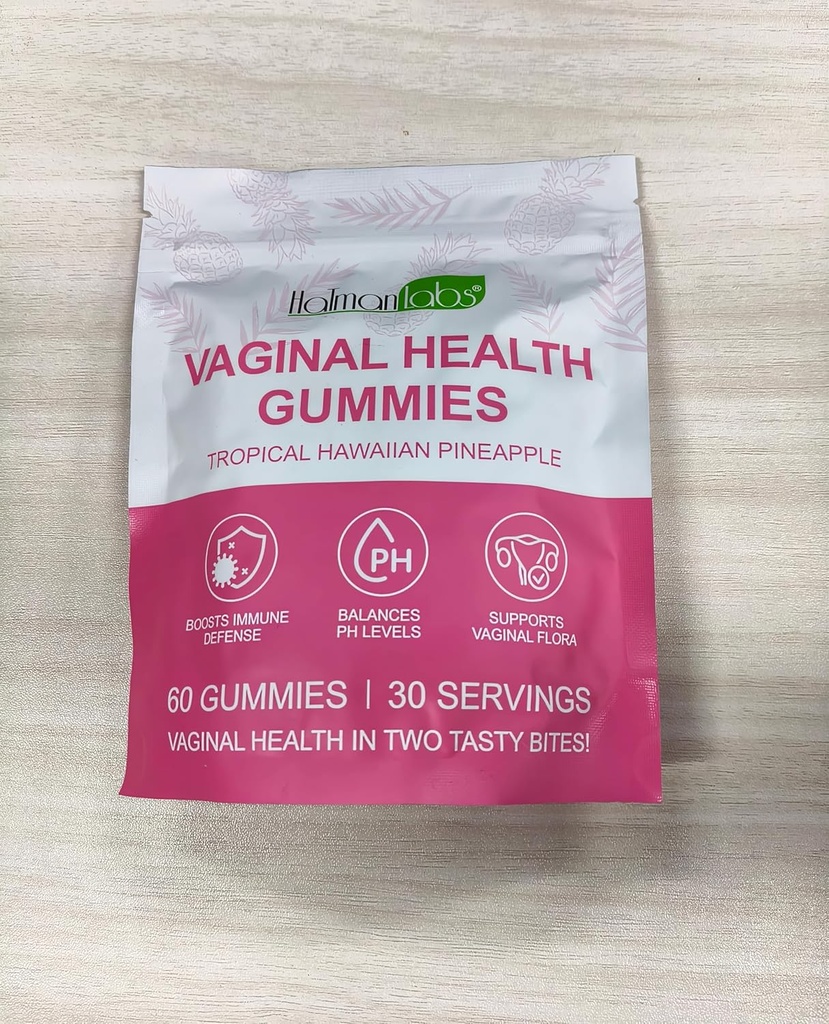 HaTman Labs®
VAGINAL HEALTH
GUMMIES
TROPICAL HAWAIIAN PINEAPPLE
PH
BOOSTS IMMUNE
DEFENSE
BALANCES
PH LEVELS
SUPPORTS
VAGINAL FLORA
60 GUMMIES | 30 SERVINGS
VAGINAL HEALTH IN TWO TASTY BITES!